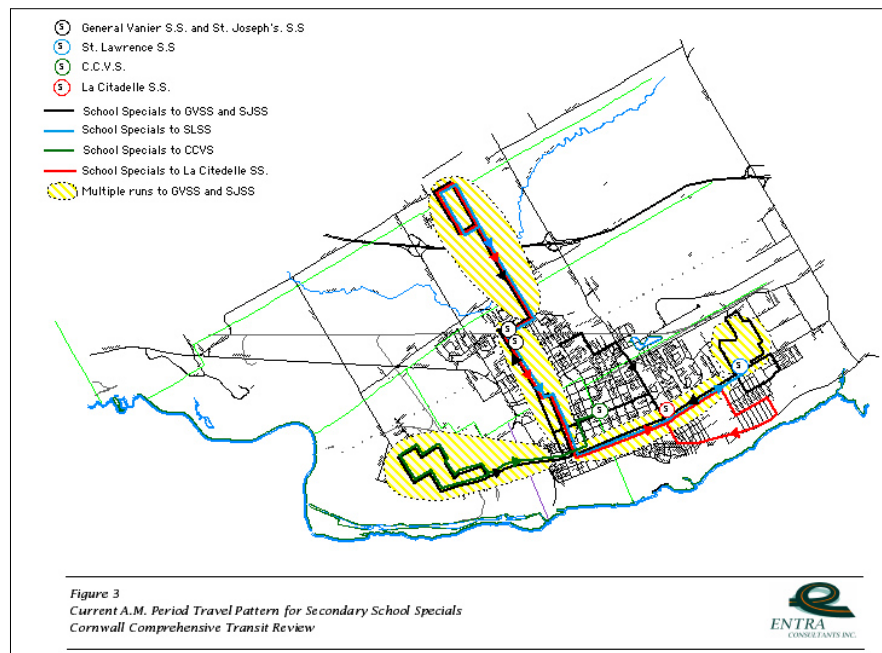 S General Vanier S.S. and St. Joseph's. S.S
S St. Lawrence S.S
S C.C.V.S.
S La Citadelle S.S.
School Specials to GVSS and SJSS
School Specials to SLSS
School Specials to CCVS
School Specials to La Citedelle SS.
Multiple runs to GVSS and SJSS
S
S
S
S
S
Figure 3
Current A.M. Period Travel Pattern for Secondary School Specials
Cornwall Comprehensive Transit Review
ENTRA
CONSULTANTS INC.